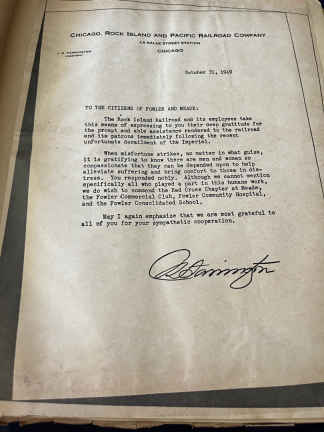 CHICAGO, ROCK ISLAND AND PACIFIC RAILROAD COMPANY
LA SALLE STREET STATION
CHICAGO
October 31, 1949
TO THE CITIZENS OF FOWLER AND MEADE:
The Rock Island Railroad and its employees take
this means of expressing to you their deep gratitude for
the prompt and able assistance rendered to the railroad
and its patrons immediately following the recent
unfortunate derailment of the Imperial.
When misfortune strikes, no matter in what guise,
it is gratifying to know there are men and women so
compassionate that they can be depended upon to help
alleviate suffering and bring comfort to those in dis-
tress. You responded nobly. Although we cannot mention
specifically all who played a part in this humane work,
we do wish to commend the Red Cross Chapter at Meade,
the Fowler Commercial Club, Fowler Community Hospital,
and the Fowler Consolidated School.
May I again emphasize that we are most grateful to
all of you for your sympathetic cooperation.